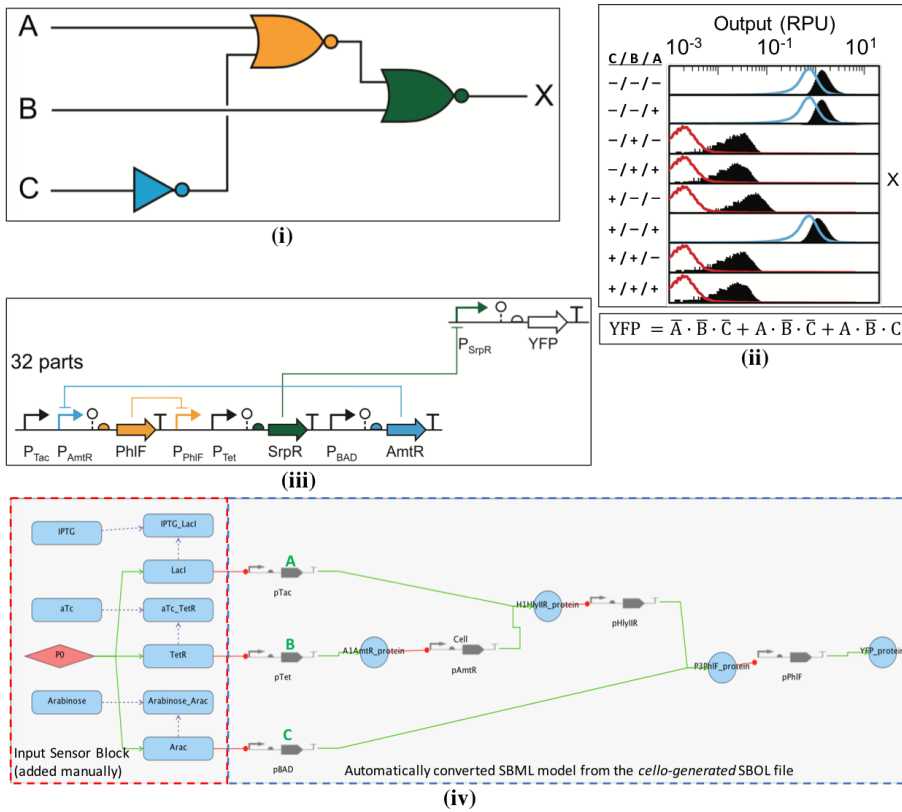 A
B
C
X
(i)
Output (RPU)
10-3 10-1 101
C/B/A
−/−/−
−/−/+
−/+/−
−/+/+
+/−/−
+/−/+
+/+/−
+/+/+
X
YFP = A̅ · B̅ · C̅ + A · B̅ · C̅ + A · B̅ · C
(ii)
32 parts
PSrpR YFP
PTac PAmtR PhlF PPhlF PTet SrpR PBAD AmtR
(iii)
IPTG IPTG_LacI
LacI A
pTac
aTc aTc_TetR
P0 TetR B
pTet
A1AmtR_protein
Cell
pAmtR
H1HlyIIR_protein
pHlyIIR
P3PhlF_protein
pPhlF
YFP_protein
Arabinose Arabinose_Arac
Arac C
pBAD
Input Sensor Block
(added manually)
Automatically converted SBML model from the cello-generated SBOL file
(iv)